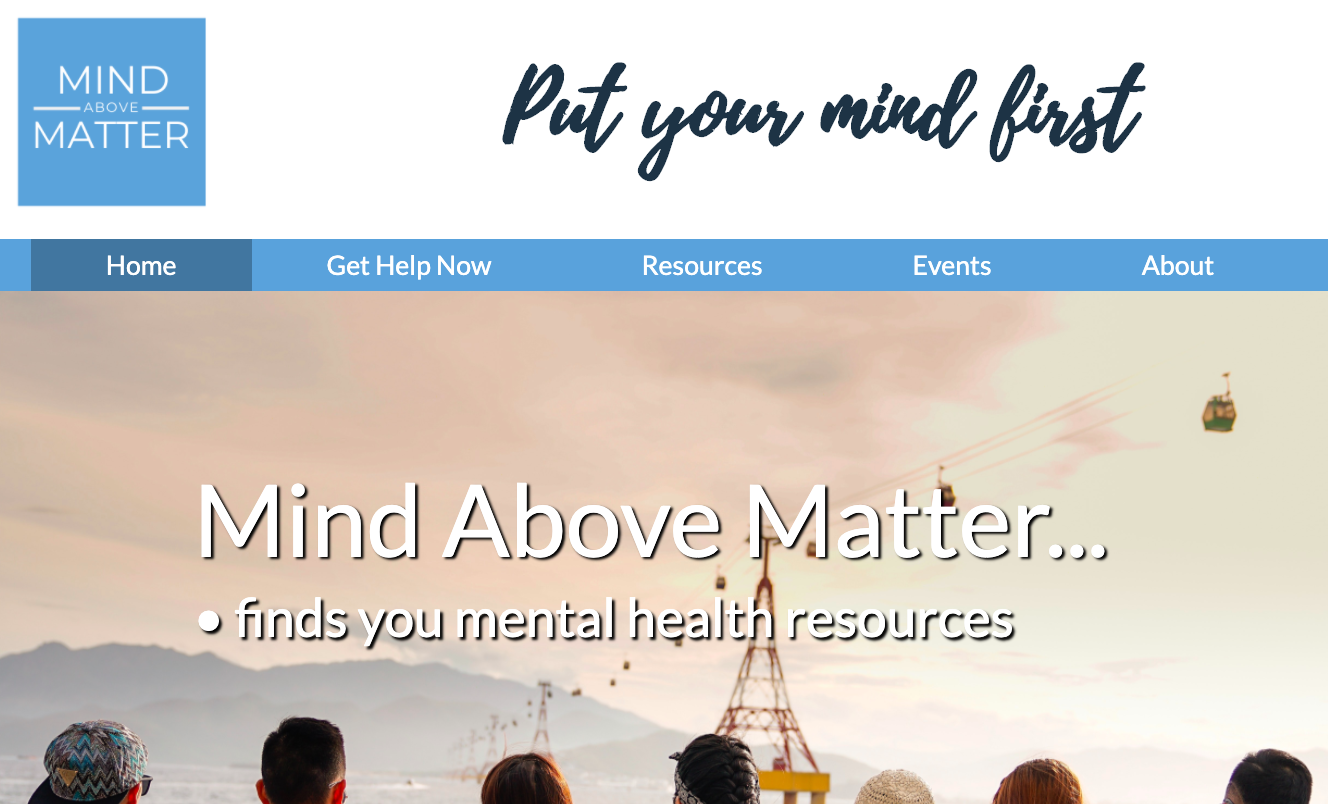 MIND
ABOVE
MATTER
Put your mind first
Home Get Help Now Resources Events About
Mind Above Matter...
• finds you mental health resources